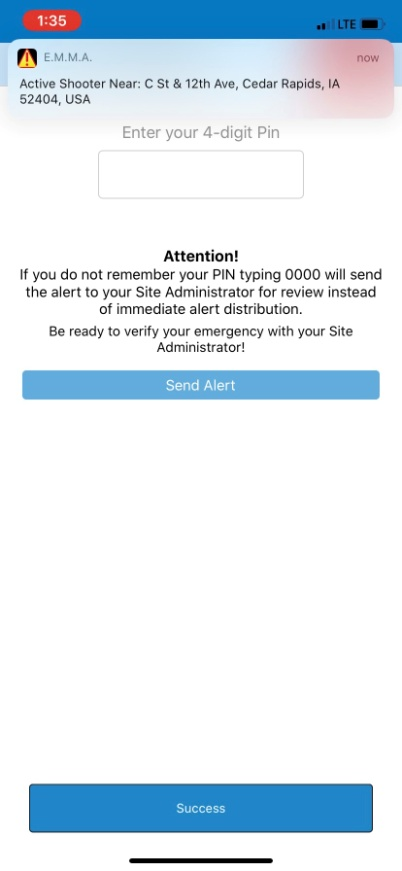 1:35
LTE
E.M.M.A.
now
Active Shooter Near: C St & 12th Ave, Cedar Rapids, IA
52404, USA
Enter your 4-digit Pin
Attention!
If you do not remember your PIN typing 0000 will send
the alert to your Site Administrator for review instead
of immediate alert distribution.
Be ready to verify your emergency with your Site
Administrator!
Send Alert
Success